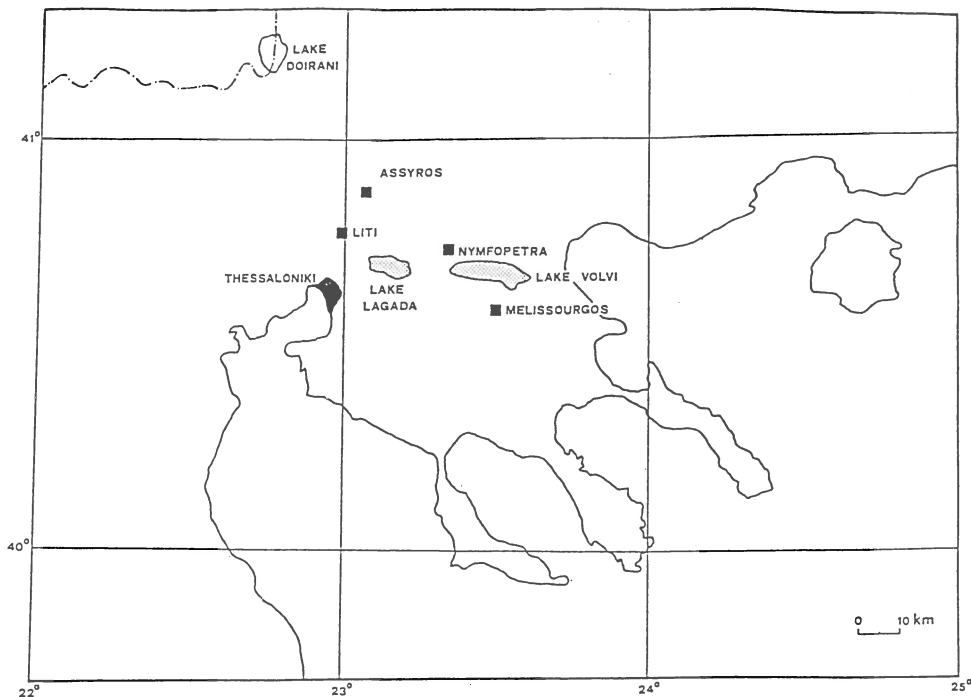 LAKE
DOIRANI
41°
ASSYROS
LITI
NYMFOPETRA
THESSALONIKI
LAKE
LAGADA
LAKE VOLVI
MELISSOURGOS
40°
0 10 km
22° 23° 24° 25°